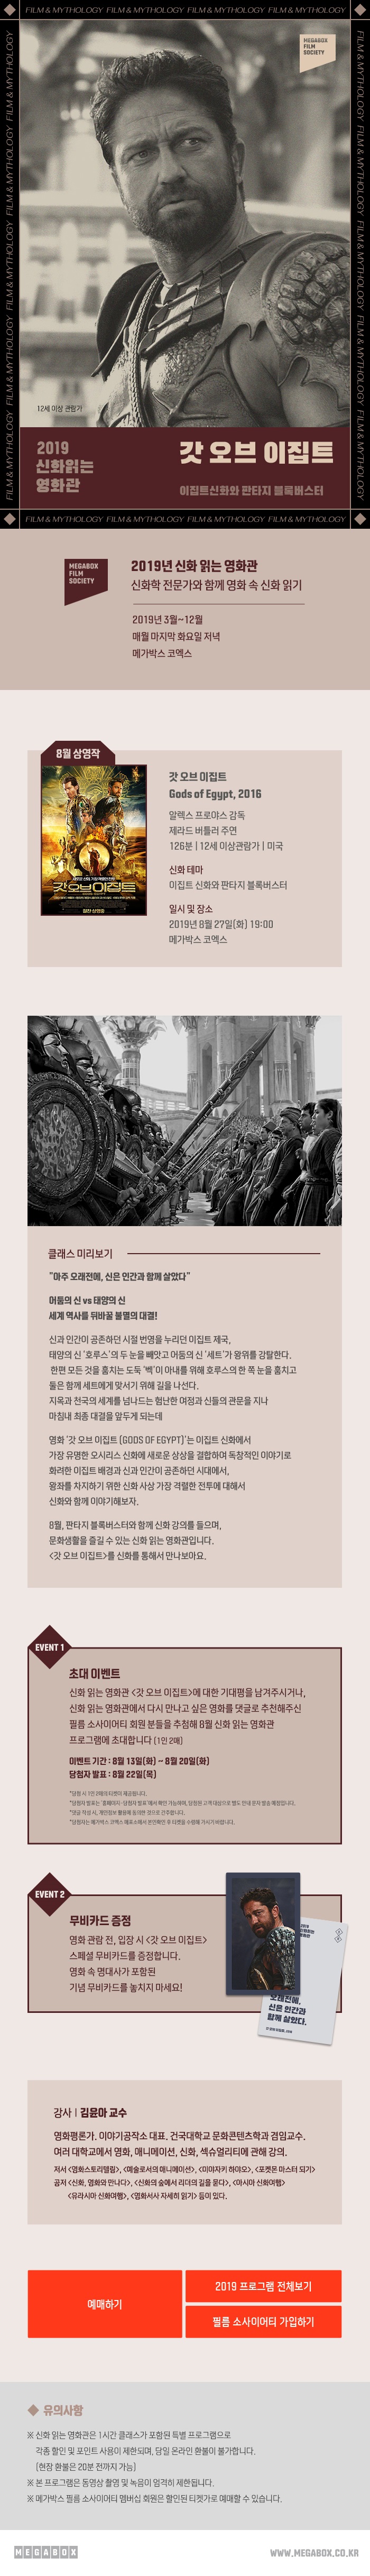 FILM & MYTHOLOGY FILM & MYTHOLOGY FILM & MYTHOLOGY FILM & MYTHOLOGY
FILM & MYTHOLOGY FILM & MYTHOLOGY FILM & MYTHOLOGY FILM & MYTHOLOGY FILM & MYTHOLOGY
FILM & MYTHOLOGY FILM & MYTHOLOGY FILM & MYTHOLOGY FILM & MYTHOLOGY FILM & MYTHOLOGY
MEGABOX
FILM
SOCIETY
12세 이상 관람가
2019
신화읽는
영화관
갓 오브 이집트
이집트신화와 판타지 블록버스터
FILM & MYTHOLOGY FILM & MYTHOLOGY FILM & MYTHOLOGY FILM & MYTHOLOGY
MEGABOX
FILM
SOCIETY
2019년 신화 읽는 영화관
신화학 전문가와 함께 영화 속 신화 읽기
2019년 3월~12월
매월 마지막 화요일 저녁
메가박스 코엑스
8월 상영작
갓 오브 이집트
갓 오브 이집트
Gods of Egypt, 2016
알렉스 프로야스 감독
제라드 버틀러 주연
126분 | 12세 이상관람가 | 미국
신화 테마
이집트 신화와 판타지 블록버스터
일시 및 장소
2019년 8월 27일(화) 19:00
메가박스 코엑스
클래스 미리보기
"아주 오래전에, 신은 인간과 함께 살았다"
어둠의 신 vs 태양의 신
세계 역사를 뒤바꿀 불멸의 대결!
신과 인간이 공존하던 시절 번영을 누리던 이집트 제국,
태양의 신 '호루스'의 두 눈을 빼앗고 어둠의 신 '세트'가 왕위를 강탈한다.
한편 모든 것을 훔치는 도둑 '벡'이 아내를 위해 호루스의 한 쪽 눈을 훔치고
둘은 함께 세트에게 맞서기 위해 길을 나선다.
지옥과 천국의 세계를 넘나드는 험난한 여정과 신들의 관문을 지나
마침내 최종 대결을 앞두게 되는데
영화 '갓 오브 이집트 (GODS OF EGYPT)'는 이집트 신화에서
가장 유명한 오시리스 신화에 새로운 상상을 결합하여 독창적인 이야기로
화려한 이집트 배경과 신과 인간이 공존하던 시대에서,
왕좌를 차지하기 위한 신화 사상 가장 격렬한 전투에 대해서
신화와 함께 이야기해보자.
8월, 판타지 블록버스터와 함께 신화 강의를 들으며,
문화생활을 즐길 수 있는 신화 읽는 영화관입니다.
<갓 오브 이집트>를 신화를 통해서 만나보아요.
EVENT 1
초대 이벤트
신화 읽는 영화관 <갓 오브 이집트>에 대한 기대평을 남겨주시거나,
신화 읽는 영화관에서 다시 만나고 싶은 영화를 댓글로 추천해주신
필름 소사이어티 회원 분들을 추첨해 8월 신화 읽는 영화관
프로그램에 초대합니다 (1인 2매)
이벤트 기간 : 8월 13일(화) ~ 8월 20일(화)
당첨자 발표 : 8월 22일(목)
*당첨 시 1인 2매의 티켓이 제공됩니다.
EVENT 2
무비카드 증정
영화 관람 전, 입장 시 <갓 오브 이집트>
스페셜 무비카드를 증정합니다.
영화 속 명대사가 포함된
기념 무비카드를 놓치지 마세요!
오래전에,
신은 인간과
함께 살았다.
강사 | 김윤아 교수
영화평론가. 이야기공작소 대표. 건국대학교 문화콘텐츠학과 겸임교수.
여러 대학교에서 영화, 애니메이션, 신화, 섹슈얼리티에 관해 강의.
저서 <영화스토리텔링>, <예술로서의 애니메이션>, <미야자키 하야오>, <포켓몬 마스터 되기>
공저 <신화, 영화와 만나다>, <신화의 숲에서 리더의 길을 묻다>, <아시아 신화여행>
<유라시아 신화여행>, <영화서사 자세히 읽기> 등이 있다.
예매하기
2019 프로그램 전체보기
필름 소사이어티 가입하기
유의사항
※ 신화 읽는 영화관은 1시간 클래스가 포함된 특별 프로그램으로
각종 할인 및 포인트 사용이 제한되며, 당일 온라인 환불이 불가합니다.
(현장 환불은 20분 전까지 가능)
※ 본 프로그램은 동영상 촬영 및 녹음이 엄격히 제한됩니다.
※ 메가박스 필름 소사이어티 멤버십 회원은 할인된 티켓가로 예매할 수 있습니다.
MEGABOX
WWW.MEGABOX.CO.KR